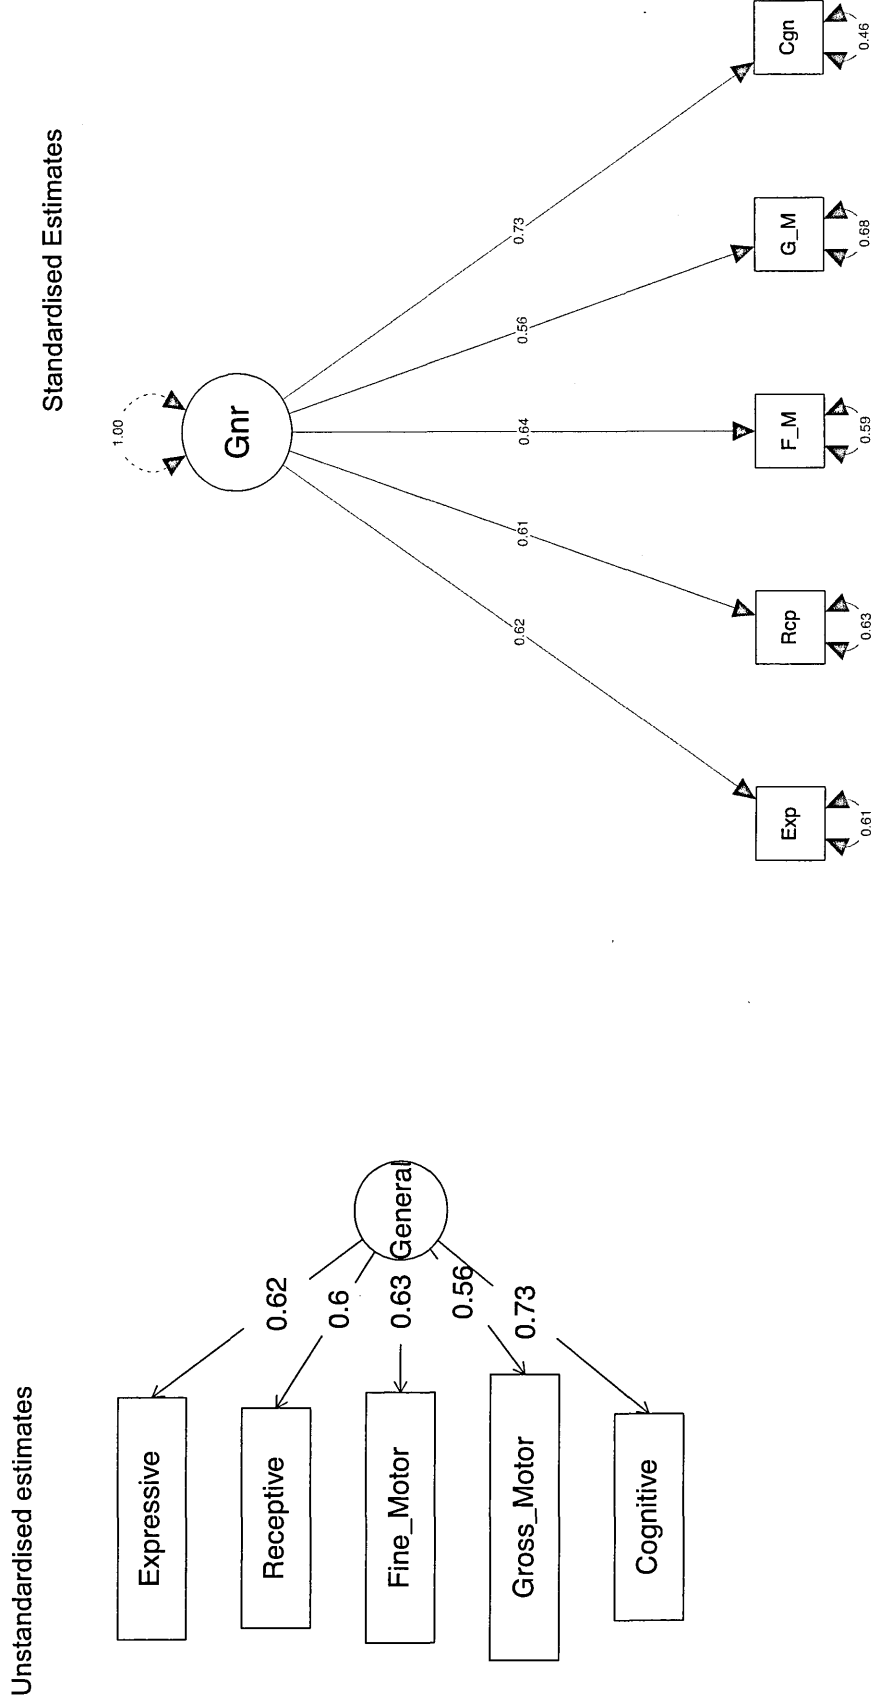 Unstandardised estimates
Expressive
Receptive
Fine_Motor
Gross_Motor
Cognitive
0.62
0.6
0.63
0.56
0.73
General
Standardised Estimates
1.00
Gnr
0.62
0.61
0.64
0.56
0.73
Exp
Rcp
F_M
G_M
Cgn
0.61
0.63
0.59
0.68
0.46